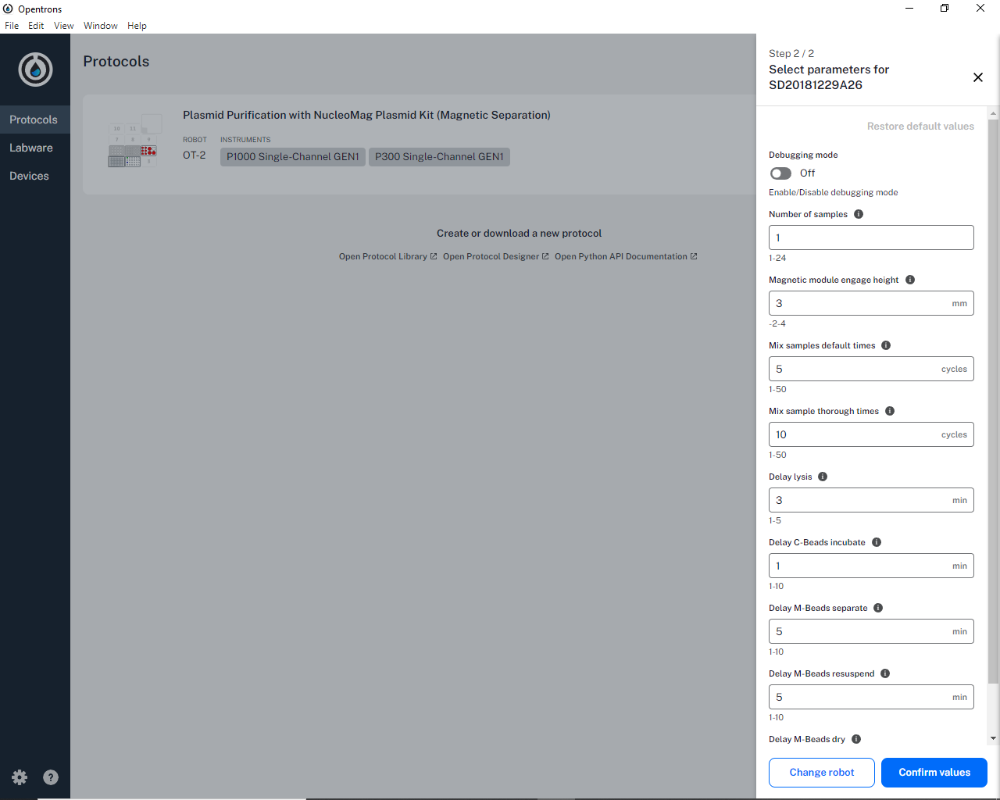 Opentrons
File Edit View Window Help
Protocols
Labware
Devices
Protocols
10 11
7 8 9
3
Plasmid Purification with NucleoMag Plasmid Kit (Magnetic Separation)
ROBOT INSTRUMENTS
OT-2 P1000 Single-Channel GEN1 P300 Single-Channel GEN1
Create or download a new protocol
Open Protocol Library Open Protocol Designer Open Python API Documentation
Step 2 / 2
Select parameters for
SD20181229A26
Restore default values
Debugging mode
Off
Enable/Disable debugging mode
Number of samples
1
1-24
Magnetic module engage height
3 mm
-2-4
Mix samples default times
5 cycles
1-50
Mix sample thorough times
10 cycles
1-50
Delay lysis
3 min
1-5
Delay C-Beads incubate
1 min
1-10
Delay M-Beads separate
5 min
1-10
Delay M-Beads resuspend
5 min
1-10
Delay M-Beads dry
Change robot Confirm values